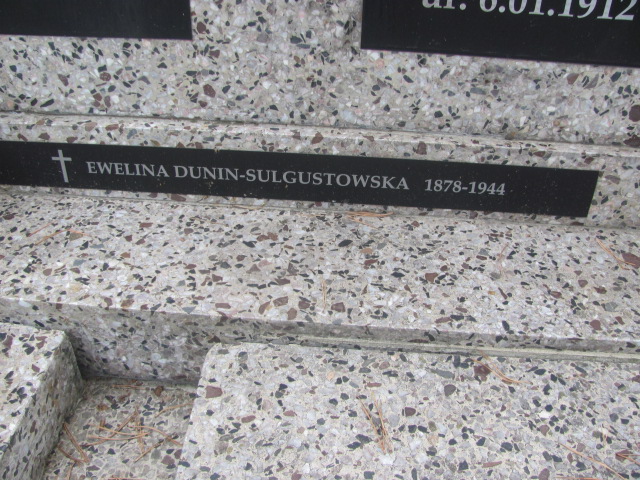 ur. 6.01.1912
EWELINA DUNIN-SULGUSTOWSKA 1878-1944